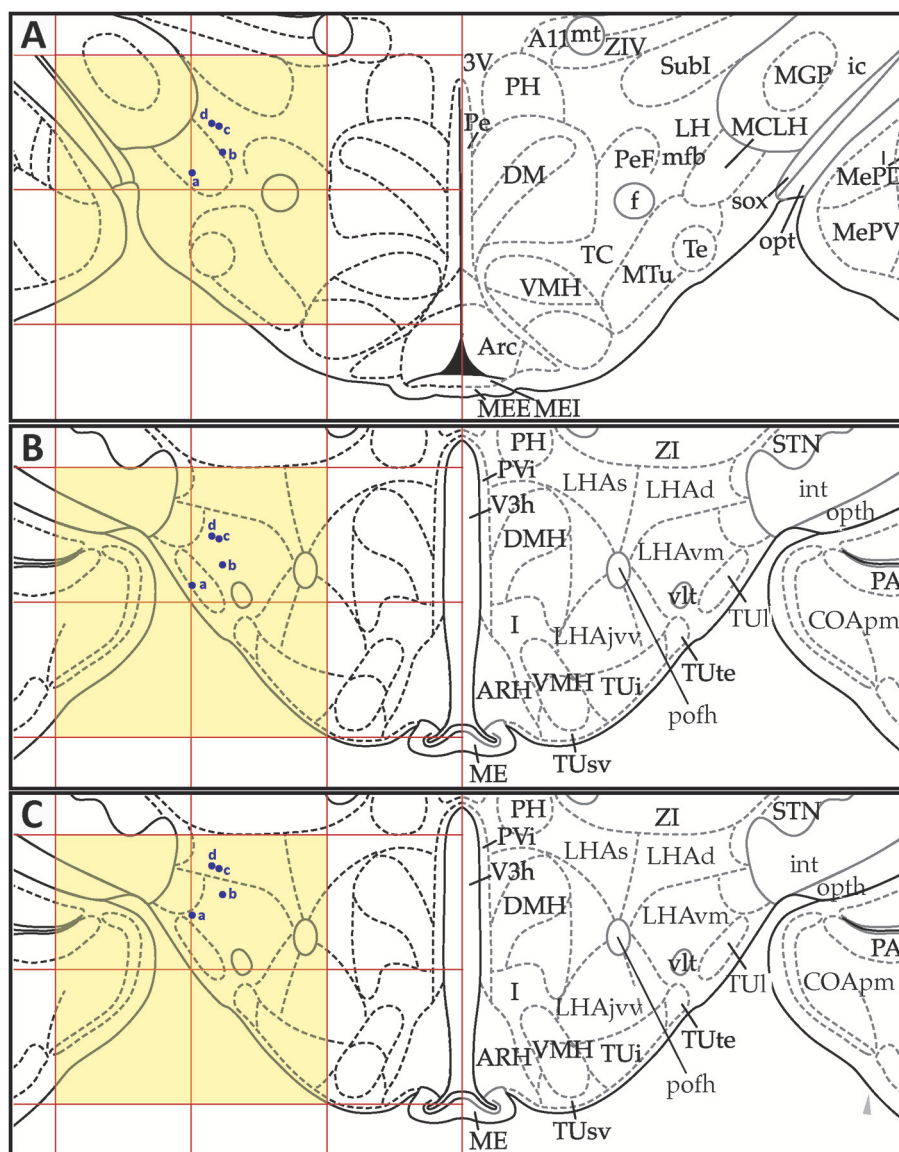 A
A11 mt ZIV
3V
PH
SubI
MGP ic
Pe
LH
MCLH
PeF mfb
DM
MePD
f
sox
opt
MePV
TC
Te
MTu
VMH
Arc
MEE MEI
d
c
b
a
B
PH
ZI
STN
PVi
LHAs
LHAd
int
V3h
opth
DMH
LHAvm
PA
vlt
TUl
COApm
I
LHAjvv
TUte
ARH
VMH
TUi
pofh
TUsv
ME
d
c
b
a
C
PH
ZI
STN
PVi
LHAs
LHAd
int
V3h
opth
DMH
LHAvm
PA
vlt
TUl
COApm
I
LHAjvv
TUte
ARH
VMH
TUi
pofh
TUsv
ME
d
c
b
a